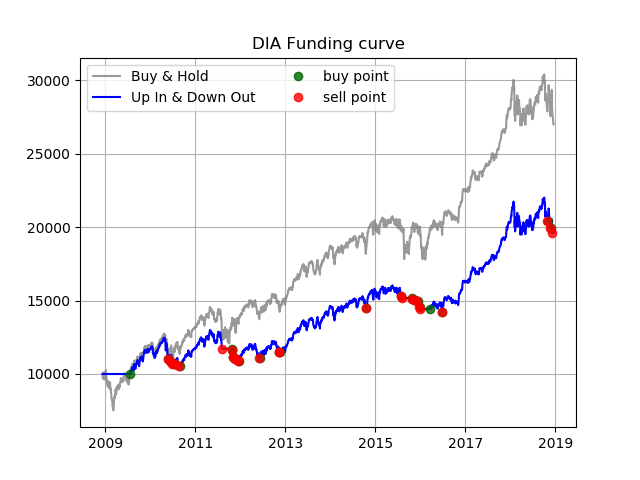 DIA Funding curve
Buy & Hold
Up In & Down Out
buy point
sell point
30000
25000
20000
15000
10000
2009 2011 2013 2015 2017 2019